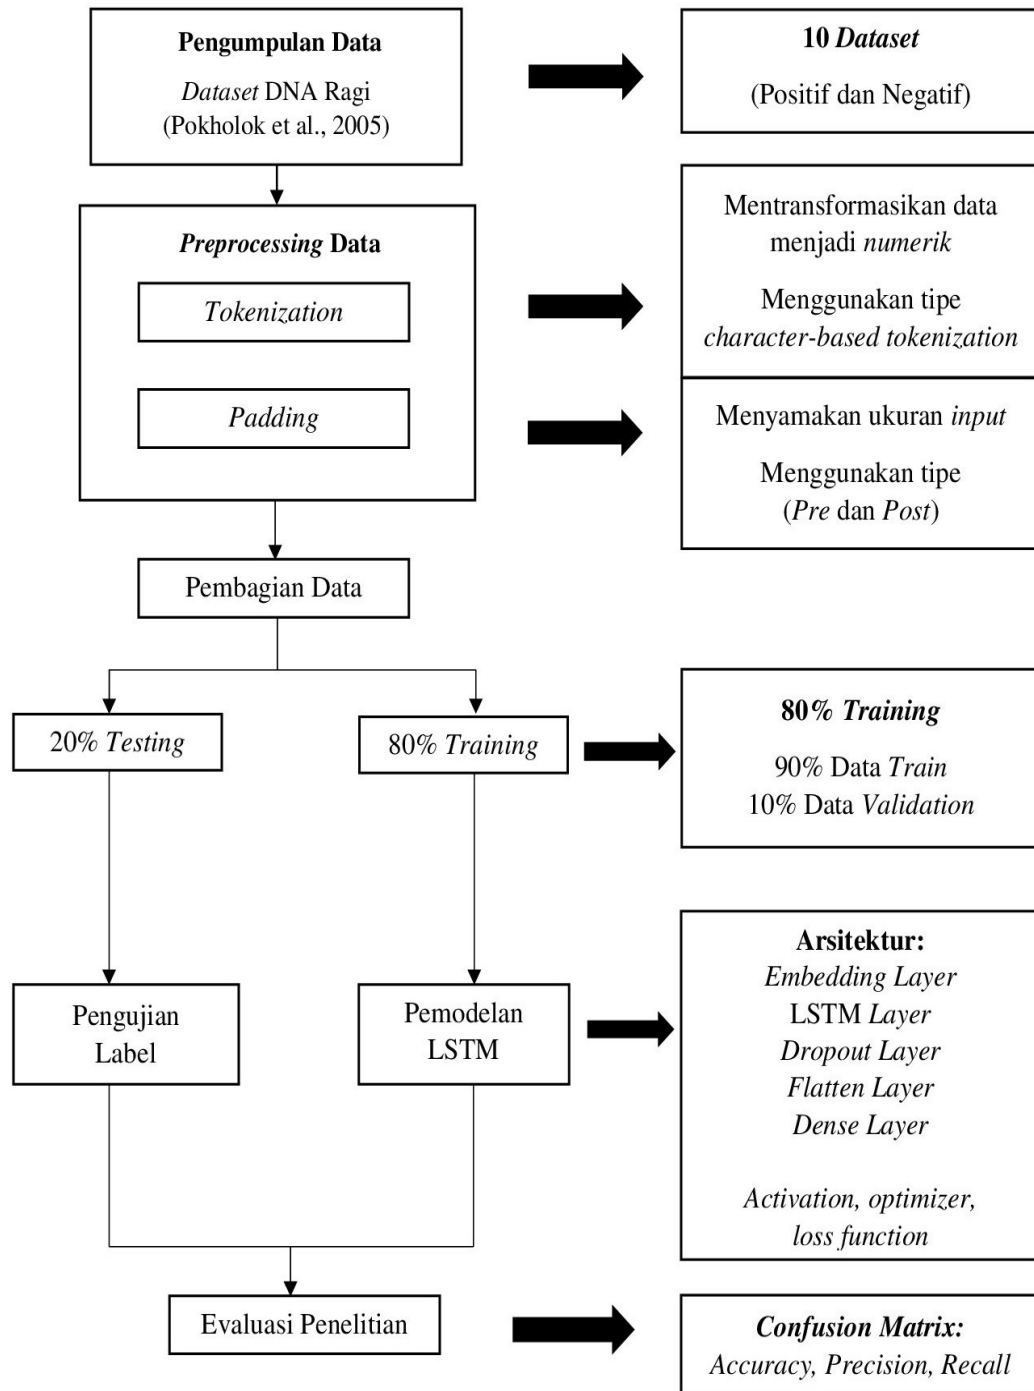 Pengumpulan Data
Dataset DNA Ragi
(Pokholok et al., 2005)
10 Dataset
(Positif dan Negatif)
Preprocessing Data
Tokenization
Padding
Mentransformasikan data
menjadi numerik
Menggunakan tipe
character-based tokenization
Menyamakan ukuran input
Menggunakan tipe
(Pre dan Post)
Pembagian Data
20% Testing
80% Training
80% Training
90% Data Train
10% Data Validation
Pengujian
Label
Pemodelan
LSTM
Arsitektur:
Embedding Layer
LSTM Layer
Dropout Layer
Flatten Layer
Dense Layer
Activation, optimizer,
loss function
Evaluasi Penelitian
Confusion Matrix:
Accuracy, Precision, Recall